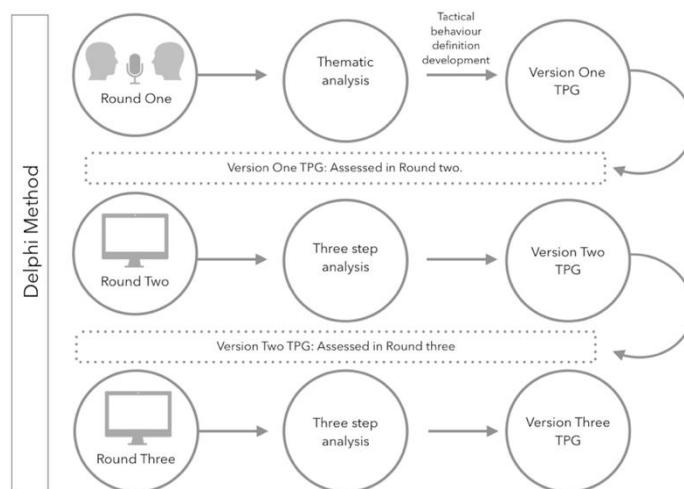 Delphi Method
Round One
Thematic
analysis
Tactical
behaviour
definition
development
Version One
TPG
Version One TPG: Assessed in Round two.
Round Two
Three step
analysis
Version Two
TPG
Version Two TPG: Assessed in Round three
Round Three
Three step
analysis
Version Three
TPG